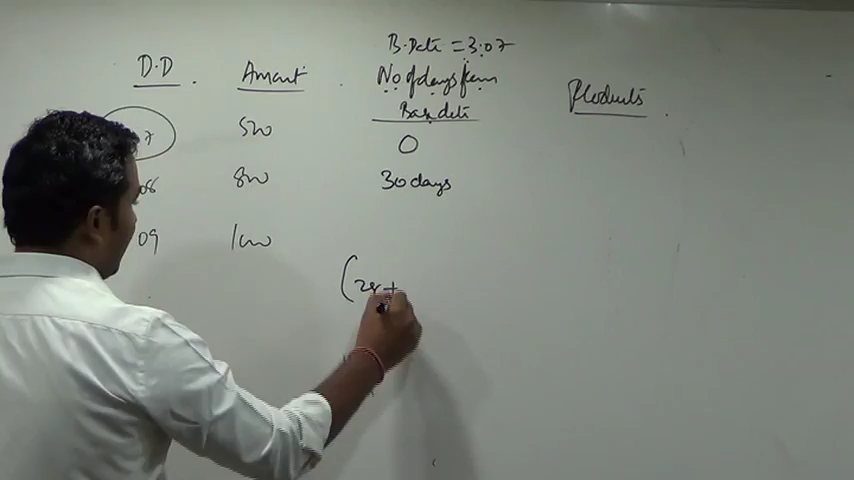 B.Date = 3.07
D.D. Amount. No of days from Products.
Base date
7 500 0
08 800 30 days
09 1000
(28 +